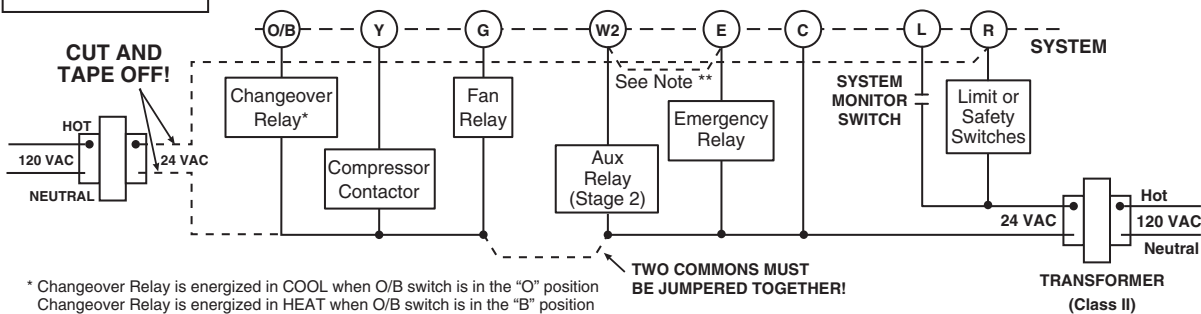 O/B Y G W2 E C L R
SYSTEM
CUT AND
TAPE OFF!
HOT
120 VAC
24 VAC
NEUTRAL
Changeover
Relay*
Compressor
Contactor
Fan
Relay
See Note **
Aux
Relay
(Stage 2)
Emergency
Relay
SYSTEM
MONITOR
SWITCH
Limit or
Safety
Switches
24 VAC
Hot
120 VAC
Neutral
TRANSFORMER
(Class II)
TWO COMMONS MUST
BE JUMPERED TOGETHER!
* Changeover Relay is energized in COOL when O/B switch is in the “O” position
Changeover Relay is energized in HEAT when O/B switch is in the “B” position